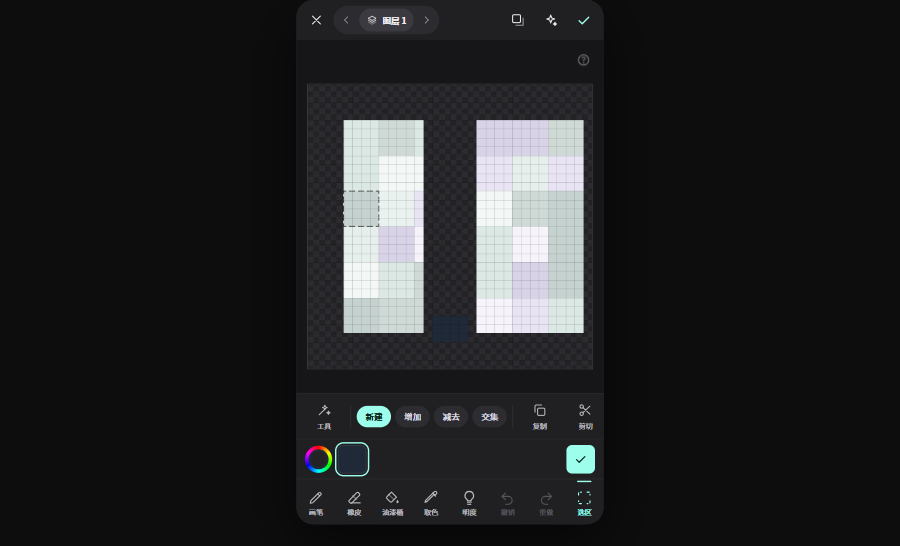 图层 1
工具
新建
增加
减去
交集
复制
剪切
画笔
橡皮
油漆桶
取色
明度
撤销
重做
选区